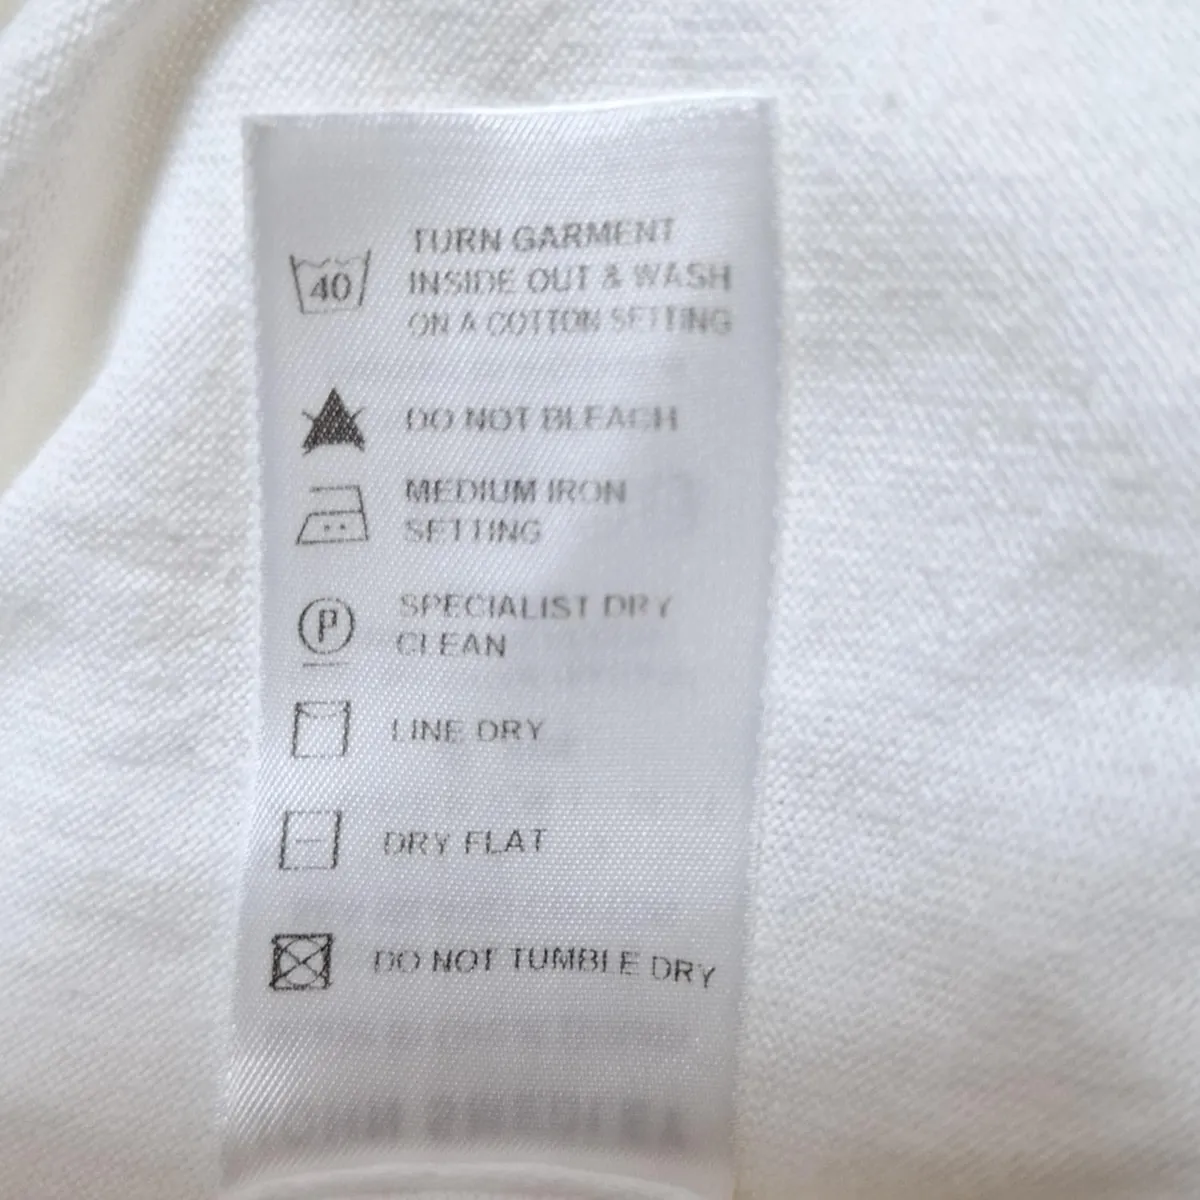 40
TURN GARMENT
INSIDE OUT & WASH
ON A COTTON SETTING
DO NOT BLEACH
MEDIUM IRON
SETTING
P
SPECIALIST DRY
CLEAN
LINE DRY
DRY FLAT
DO NOT TUMBLE DRY